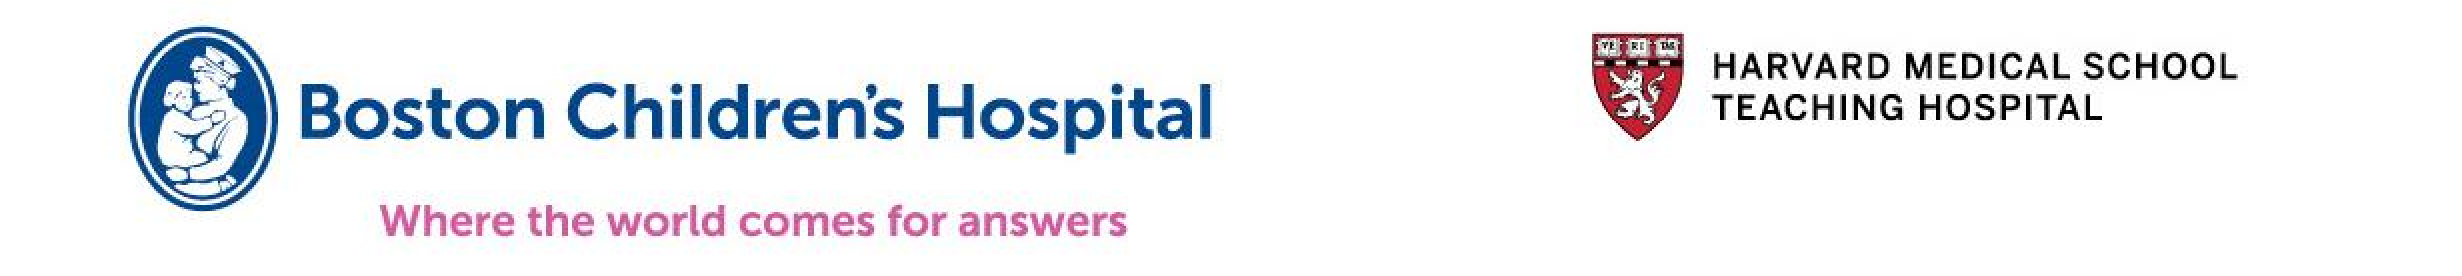 Boston Children's Hospital
Where the world comes for answers
VE RI TAS
HARVARD MEDICAL SCHOOL
TEACHING HOSPITAL